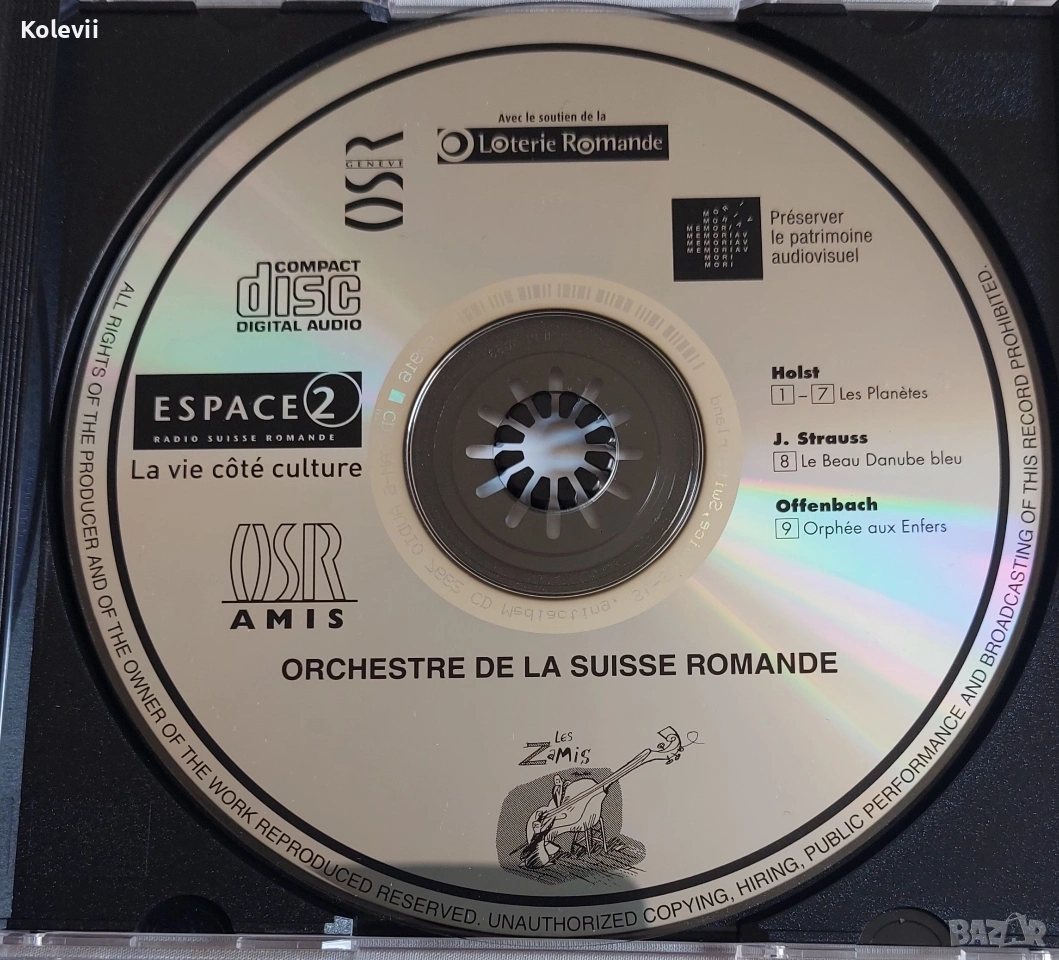 Kolevii
Avec le soutien de la
Loterie Romande
OSR
GENEVE
MEMORIAV
Préserver
le patrimoine
audiovisuel
COMPACT
disc
DIGITAL AUDIO
ESPACE 2
RADIO SUISSE ROMANDE
La vie côté culture
Holst
1 – 7 Les Planètes
J. Strauss
8 Le Beau Danube bleu
Offenbach
9 Orphée aux Enfers
OSR
AMIS
ORCHESTRE DE LA SUISSE ROMANDE
LES
ZaMis
ALL RIGHTS OF THE PRODUCER AND OF THE OWNER OF THE WORK REPRODUCED RESERVED. UNAUTHORIZED COPYING, HIRING, PUBLIC PERFORMANCE AND BROADCASTING OF THIS RECORD PROHIBITED.
BAZAR